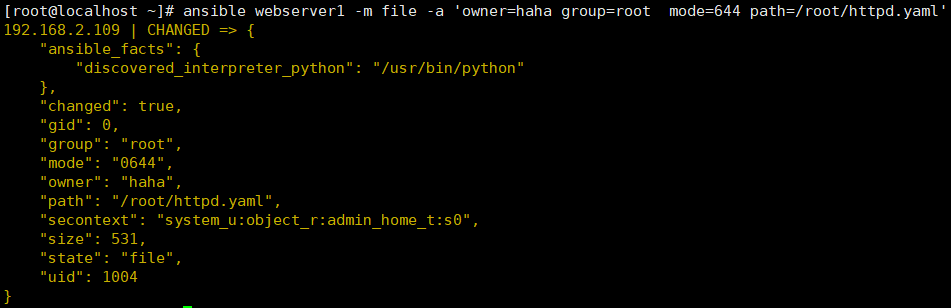 [root@localhost ~]# ansible webserver1 -m file -a 'owner=haha group=root  mode=644 path=/root/httpd.yaml'
192.168.2.109 | CHANGED => {
    "ansible_facts": {
        "discovered_interpreter_python": "/usr/bin/python"
    },
    "changed": true,
    "gid": 0,
    "group": "root",
    "mode": "0644",
    "owner": "haha",
    "path": "/root/httpd.yaml",
    "secontext": "system_u:object_r:admin_home_t:s0",
    "size": 531,
    "state": "file",
    "uid": 1004
}